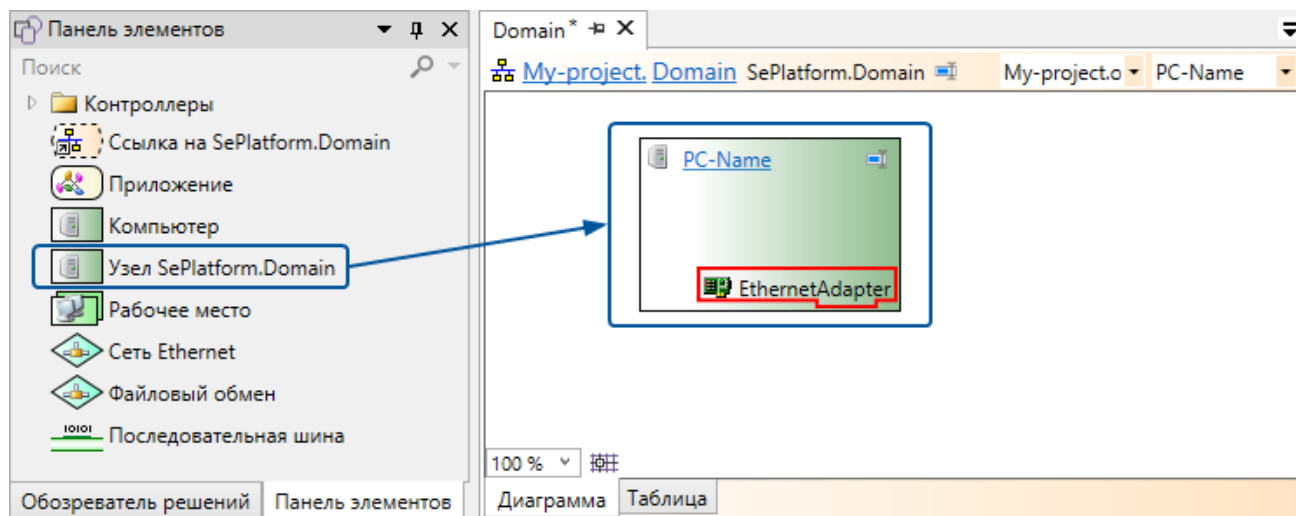 Панель элементов
Поиск
Контроллеры
Ссылка на SePlatform.Domain
Приложение
Компьютер
Узел SePlatform.Domain
Рабочее место
Сеть Ethernet
Файловый обмен
Последовательная шина
Обозреватель решений Панель элементов
Domain*
My-project. Domain SePlatform.Domain My-project.o PC-Name
PC-Name
EthernetAdapter
100 %
Диаграмма Таблица